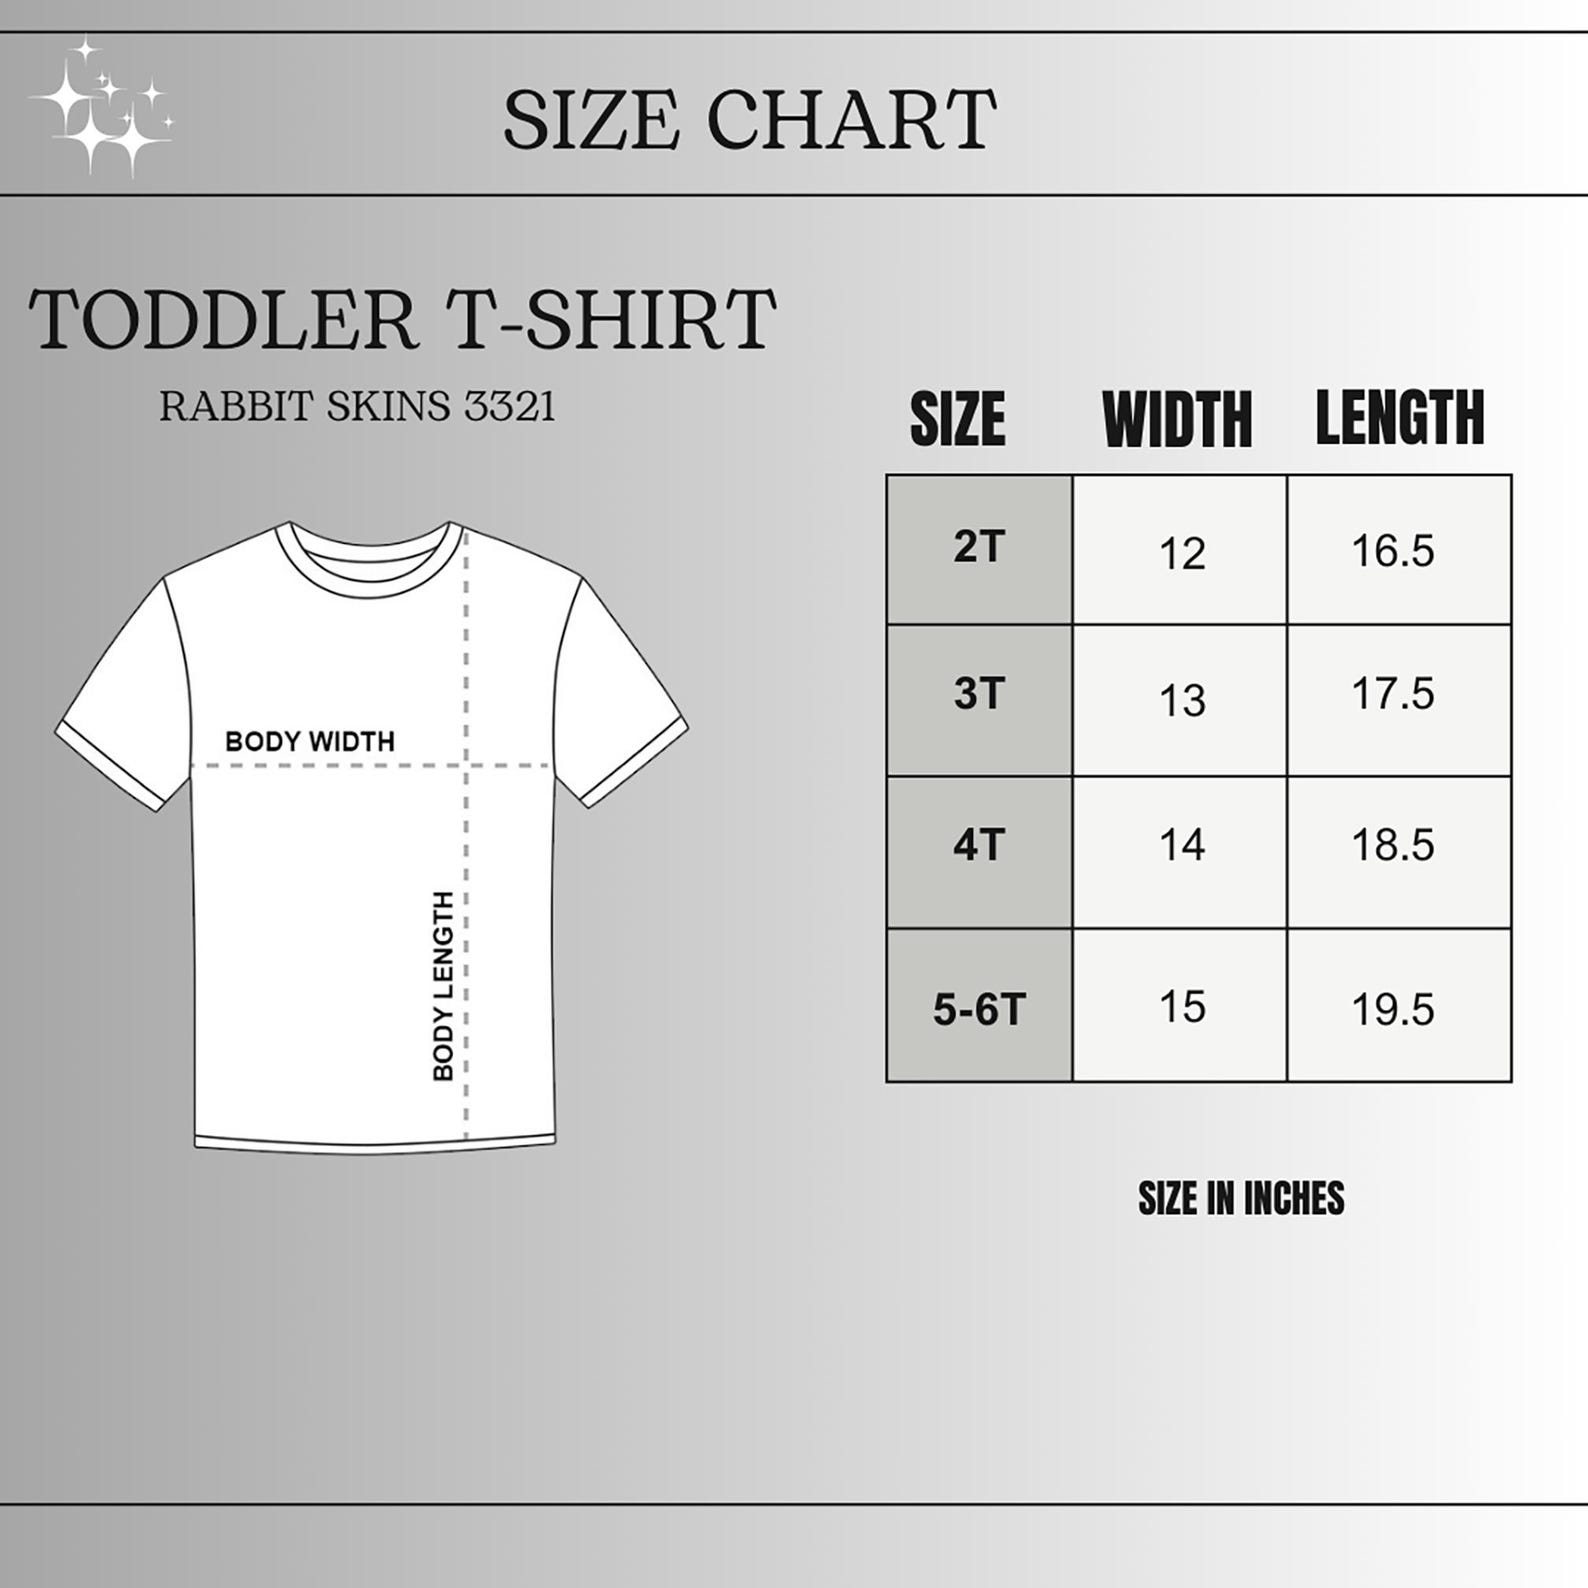 SIZE CHART
TODDLER T-SHIRT
RABBIT SKINS 3321
BODY WIDTH
BODY LENGTH
SIZE WIDTH LENGTH
2T 12 16.5
3T 13 17.5
4T 14 18.5
5-6T 15 19.5
SIZE IN INCHES